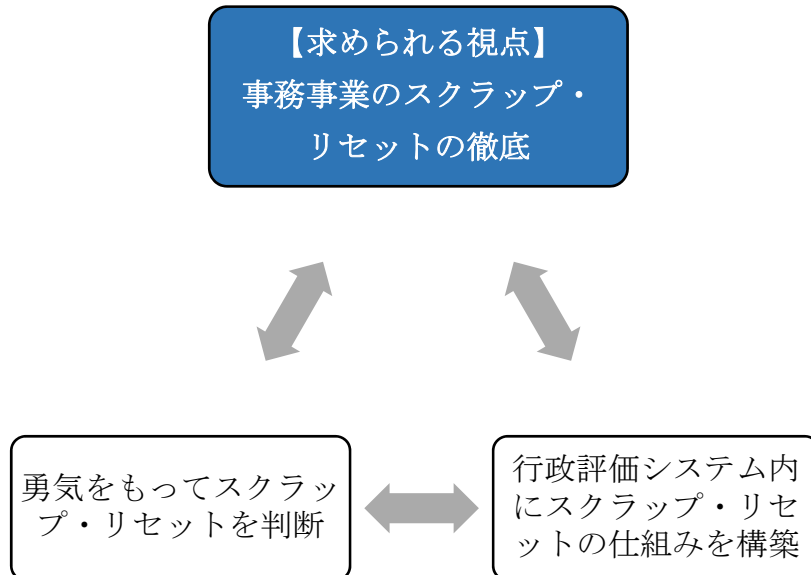 【求められる視点】
事務事業のスクラップ・
リセットの徹底
勇気をもってスクラッ
プ・リセットを判断
行政評価システム内
にスクラップ・リセ
ットの仕組みを構築